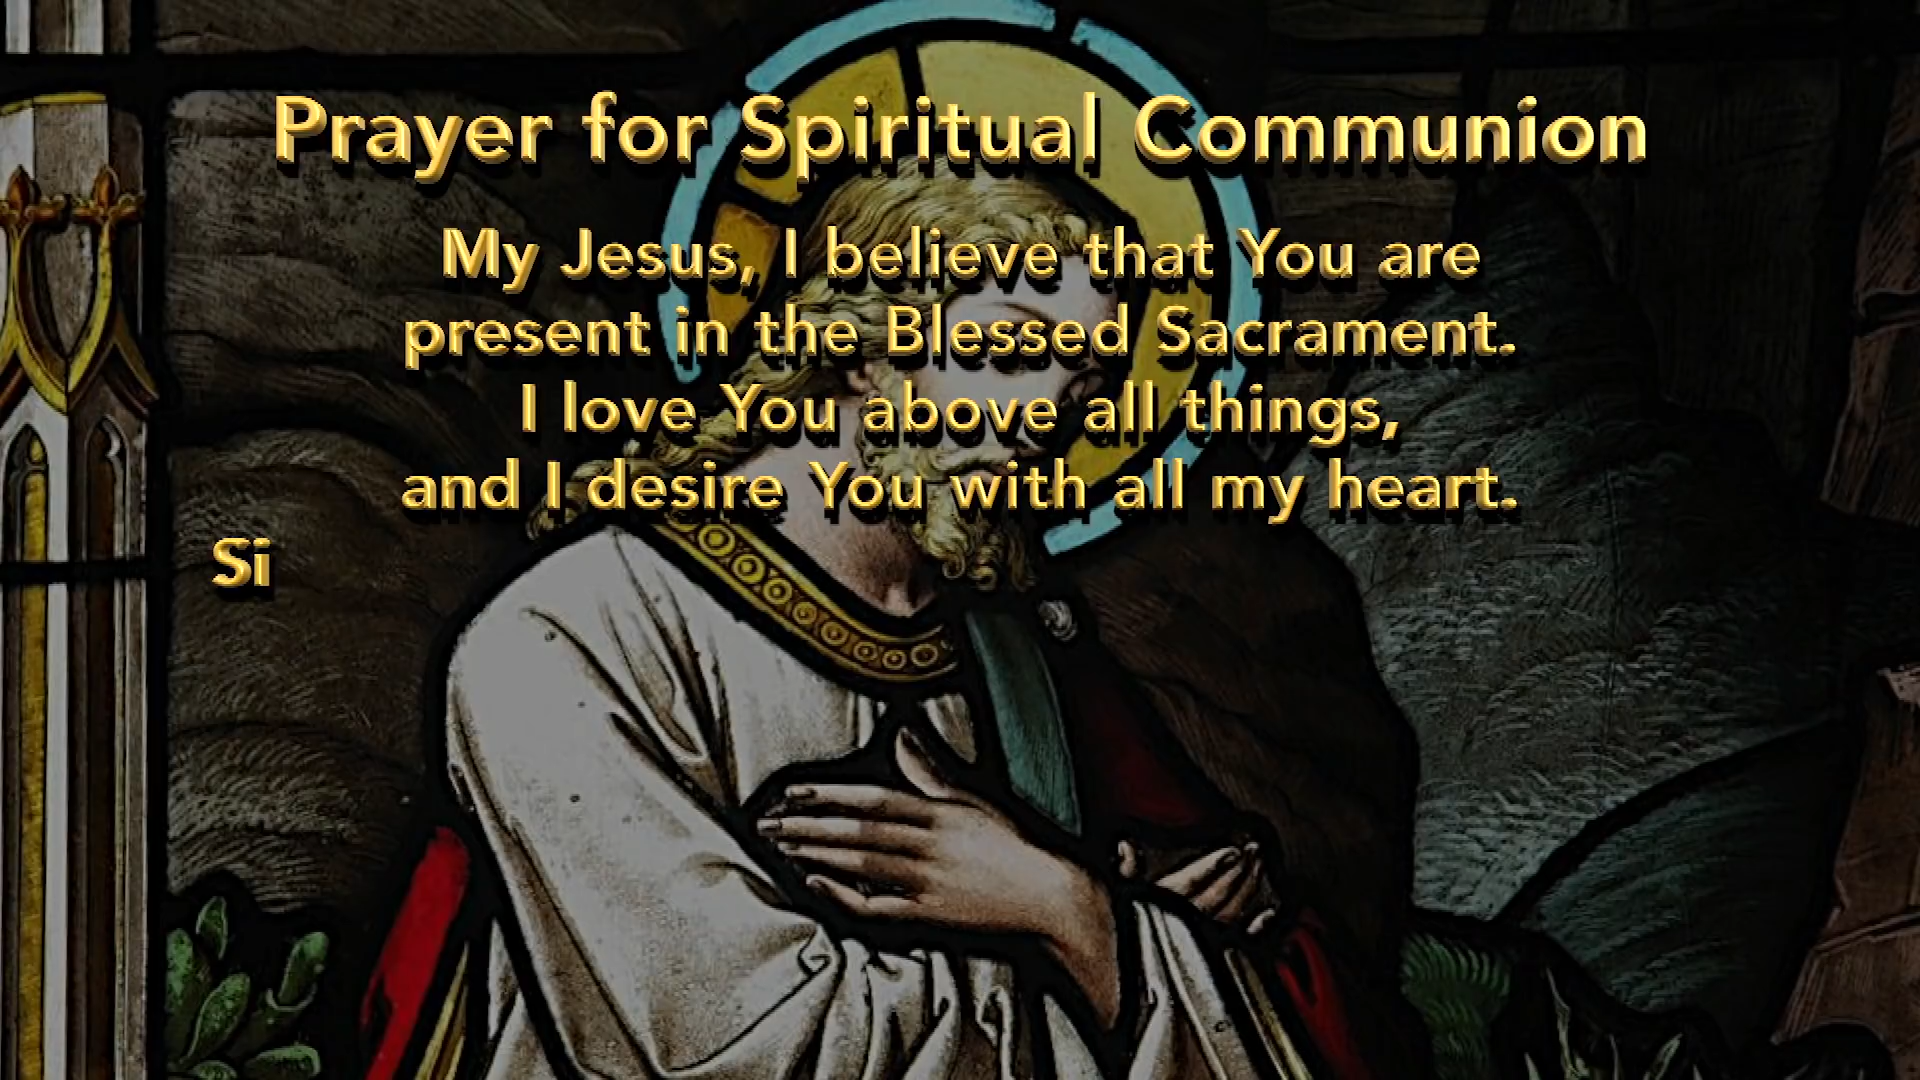 Prayer for Spiritual Communion
My Jesus, I believe that You are
present in the Blessed Sacrament.
I love You above all things,
and I desire You with all my heart.
Si